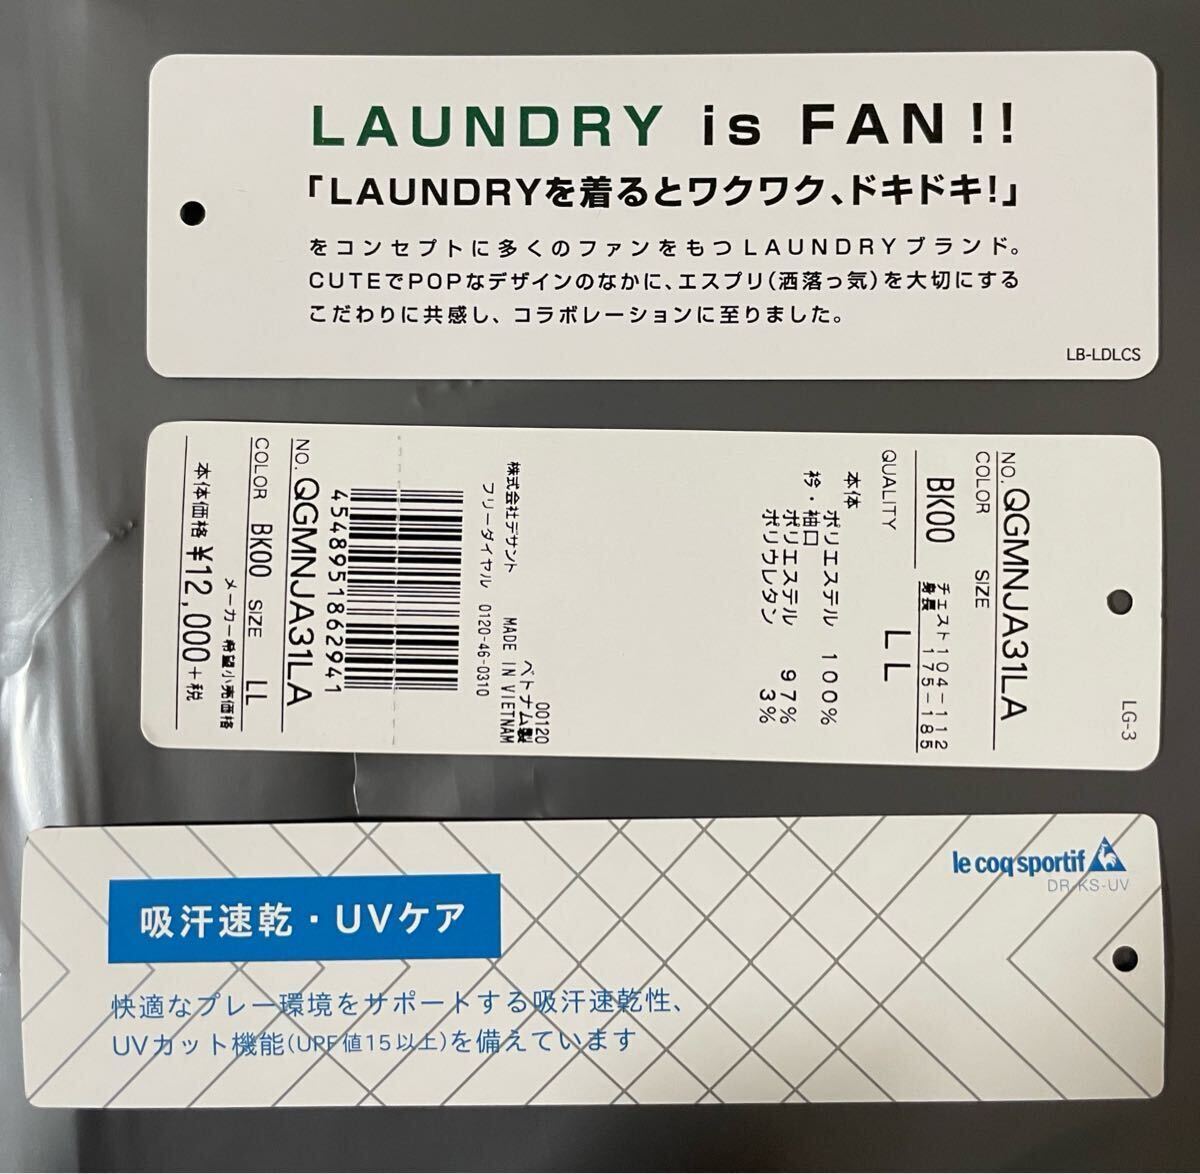 LAUNDRY is FAN!!
「LAUNDRYを着るとワクワク、ドキドキ!」
をコンセプトに多くのファンをもつLAUNDRYブランド。
CUTEでPOPなデザインのなかに、エスプリ(洒落っ気)を大切にする
こだわりに共感し、コラボレーションに至りました。
LB-LDLCS
LG-3
NO. QGMNJA31LA
COLOR SIZE
BK00 チェスト104-112
身長 175-185
LL
QUALITY
本体 ポリエステル 100%
衿・袖口
ポリエステル 97%
ポリウレタン 3%
00120
ベトナム製
株式会社デサント MADE IN VIETNAM
フリーダイヤル 0120-46-0310
4548951862941
NO. QGMNJA31LA
COLOR BK00 SIZE LL
メーカー希望小売価格
本体価格 ¥12,000+税
le coq sportif
DR-KS-UV
吸汗速乾・UVケア
快適なプレー環境をサポートする吸汗速乾性、
UVカット機能(UPF値15以上)を備えています